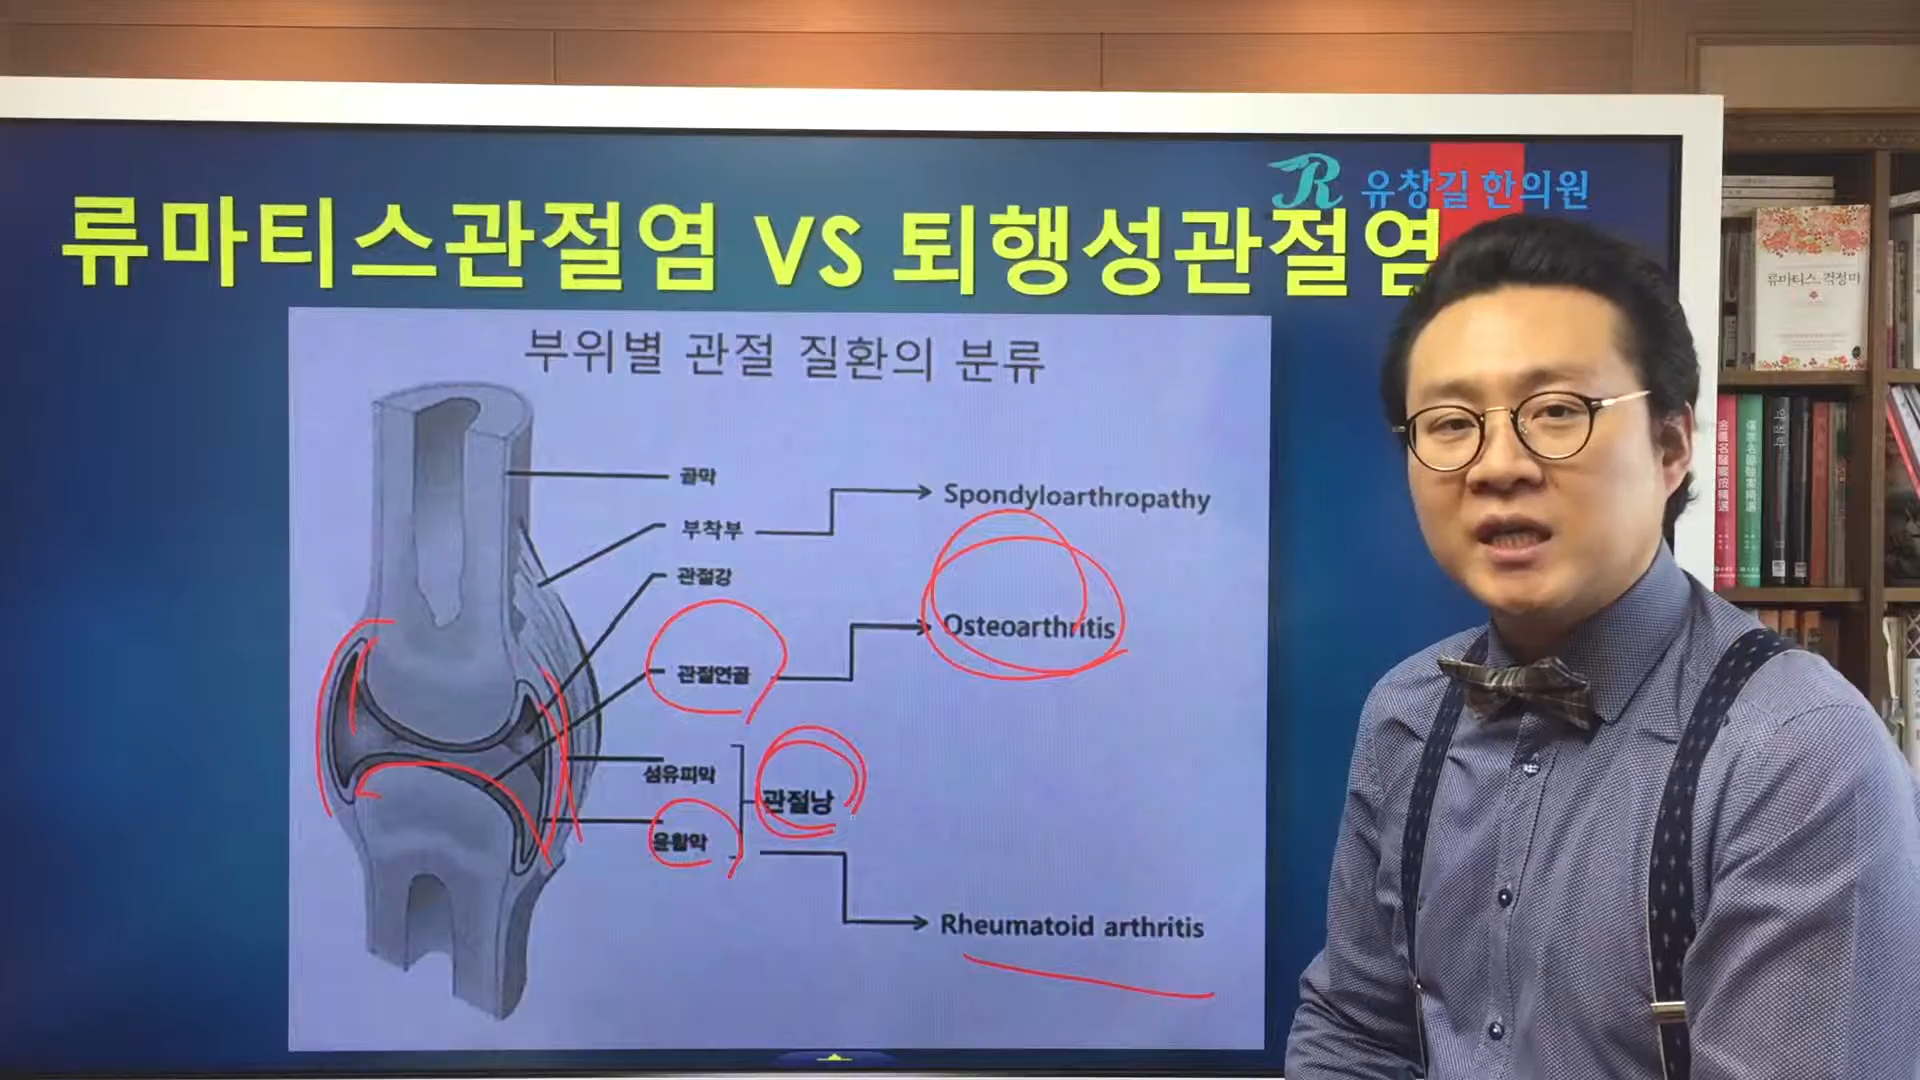 유창길 한의원
류마티스관절염 VS 퇴행성관절염
부위별 관절 질환의 분류
골막
부착부
Spondyloarthropathy
관절강
Osteoarthritis
관절연골
섬유피막
관절낭
윤활막
Rheumatoid arthritis
류마티스, 걱정마